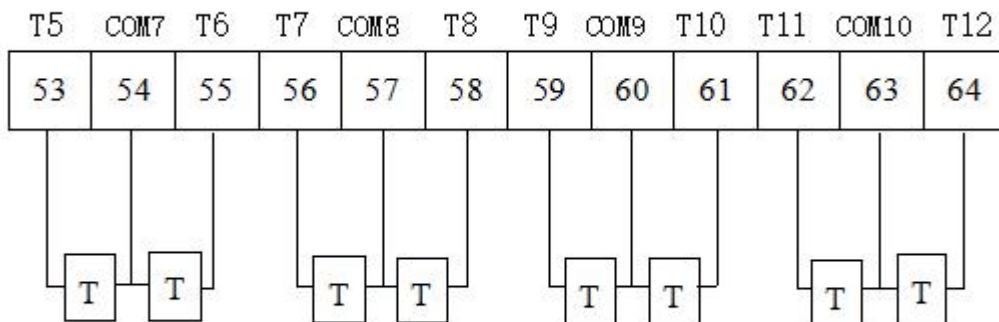 T5 COM7 T6 T7 COM8 T8 T9 COM9 T10 T11 COM10 T12
53 54 55 56 57 58 59 60 61 62 63 64
T T T T T T T T